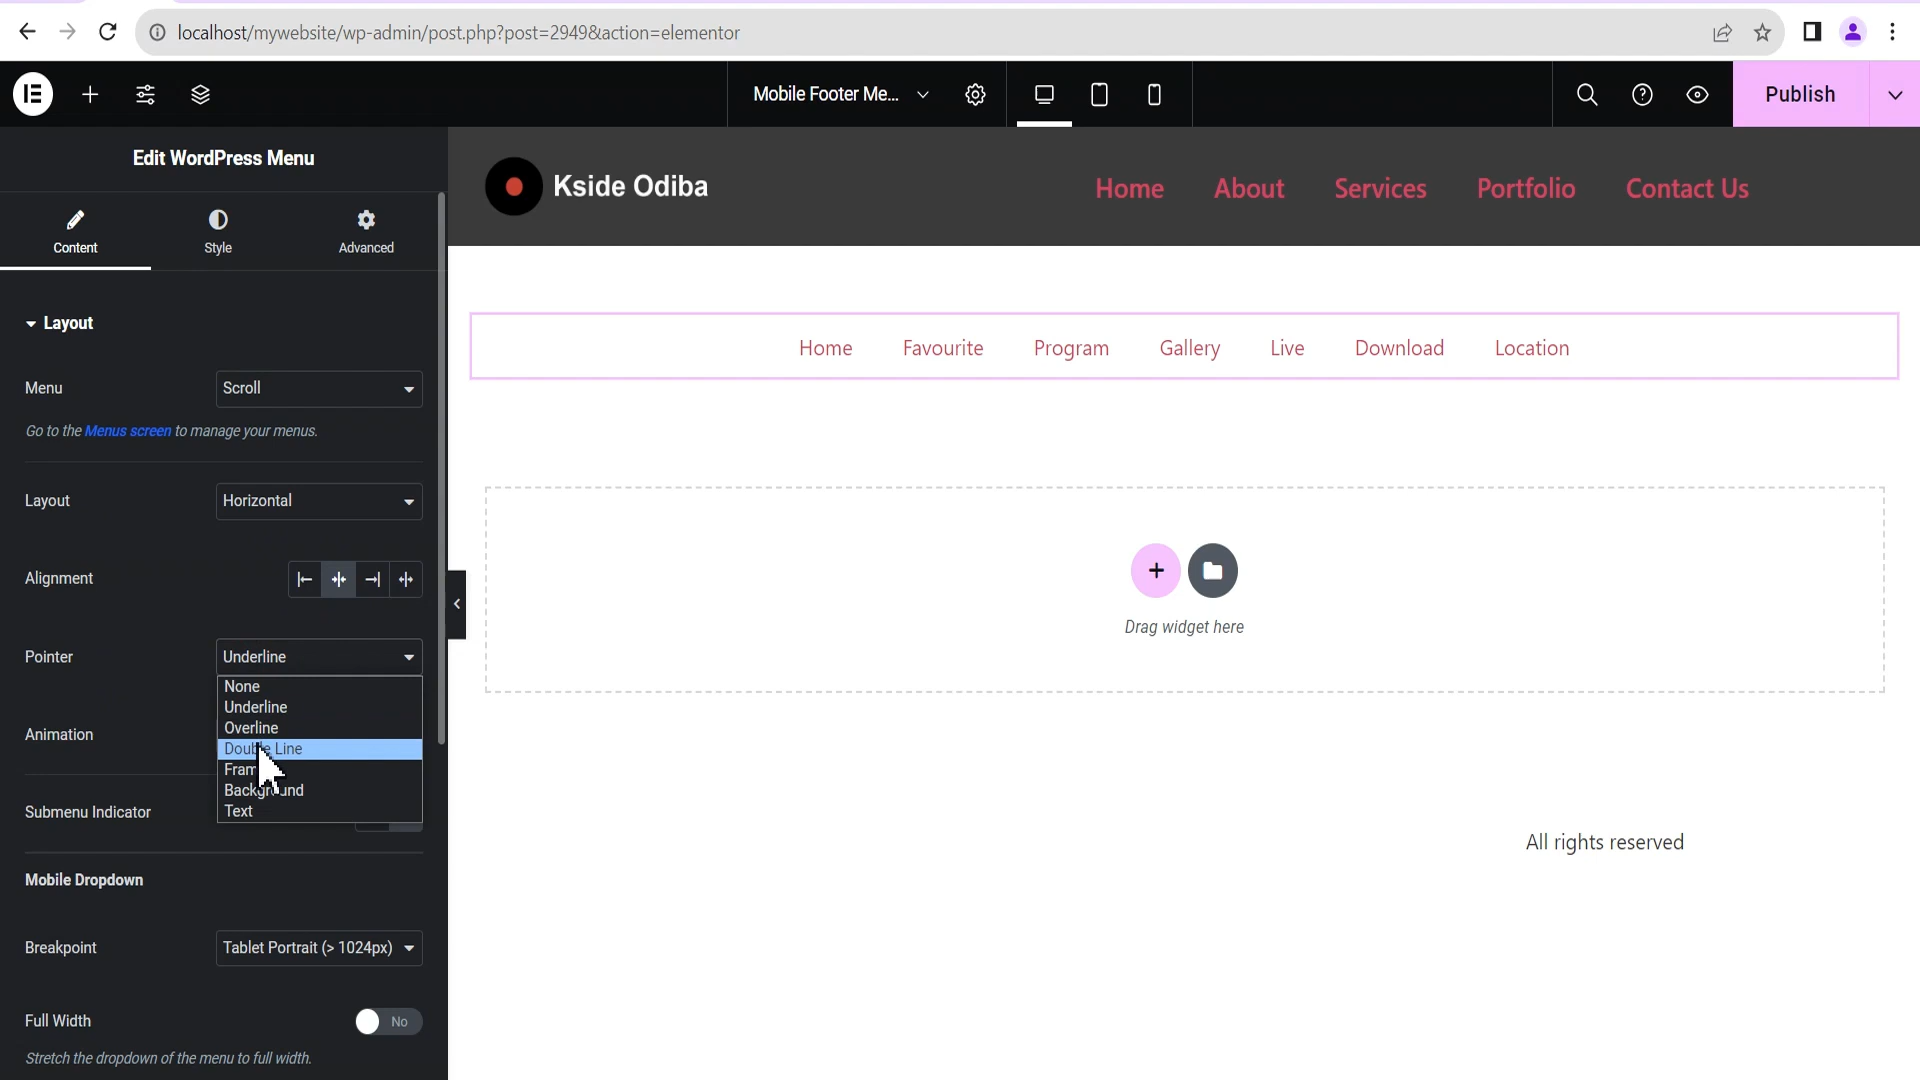 localhost/mywebsite/wp-admin/post.php?post=2949&action=elementor
Mobile Footer Me...
Publish
Edit WordPress Menu
Content
Style
Advanced
Layout
Menu
Scroll
Go to the Menus screen to manage your menus.
Layout
Horizontal
Alignment
Pointer
Underline
None
Underline
Overline
Double Line
Animation
Background
Text
Submenu Indicator
Mobile Dropdown
Breakpoint
Tablet Portrait (> 1024px)
Full Width
No
Stretch the dropdown of the menu to full width.
Kside Odiba
Home About Services Portfolio Contact Us
Home Favourite Program Gallery Live Download Location
Drag widget here
All rights reserved